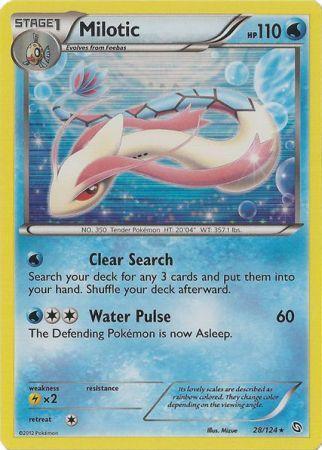 STAGE1
Milotic
HP110
Evolves from Feebas
NO. 350 Tender Pokémon HT: 20'04" WT: 357.1 lbs.
Clear Search
Search your deck for any 3 cards and put them into
your hand. Shuffle your deck afterward.
Water Pulse 60
The Defending Pokémon is now Asleep.
weakness resistance
×2
retreat
Its lovely scales are described as
rainbow colored. They change color
depending on the viewing angle.
©2012 Pokémon
Illus. Mizue
28/124★